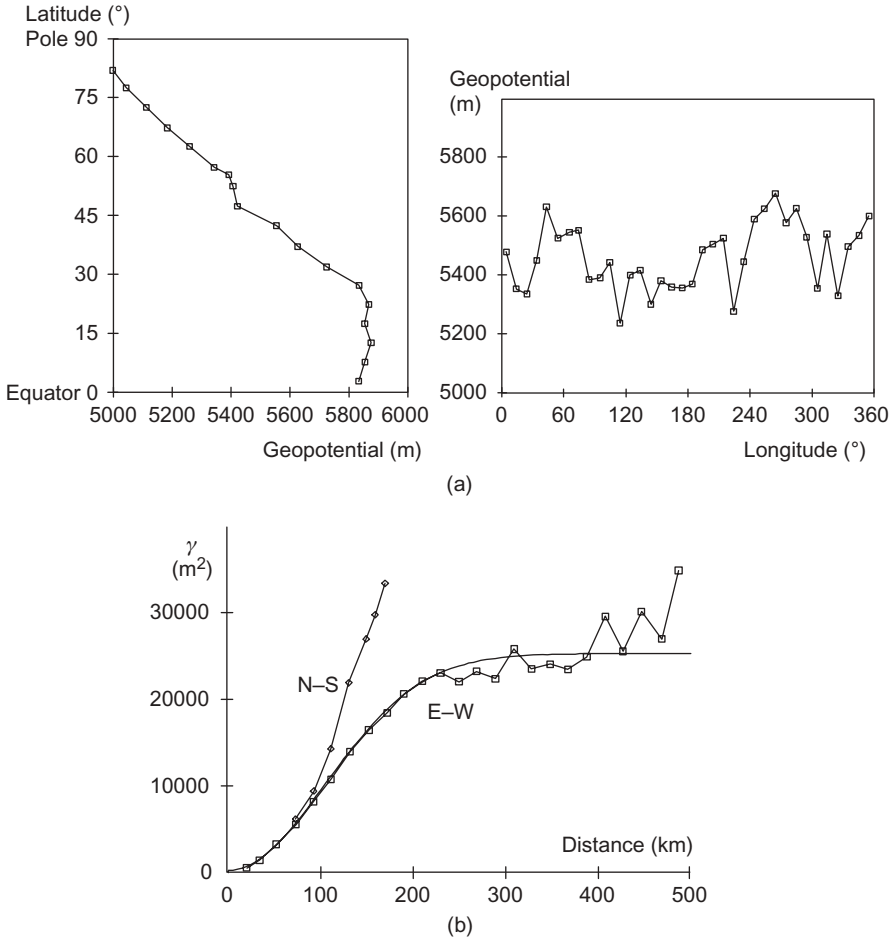 Latitude (°)
Pole 90
75
60
45
30
15
Equator 0
5000 5200 5400 5600 5800 6000
Geopotential (m)
Geopotential
(m)
5800
5600
5400
5200
5000
0 60 120 180 240 300 360
Longitude (°)
(a)
γ
(m²)
30000
20000
10000
0
N–S
E–W
Distance (km)
0 100 200 300 400 500
(b)